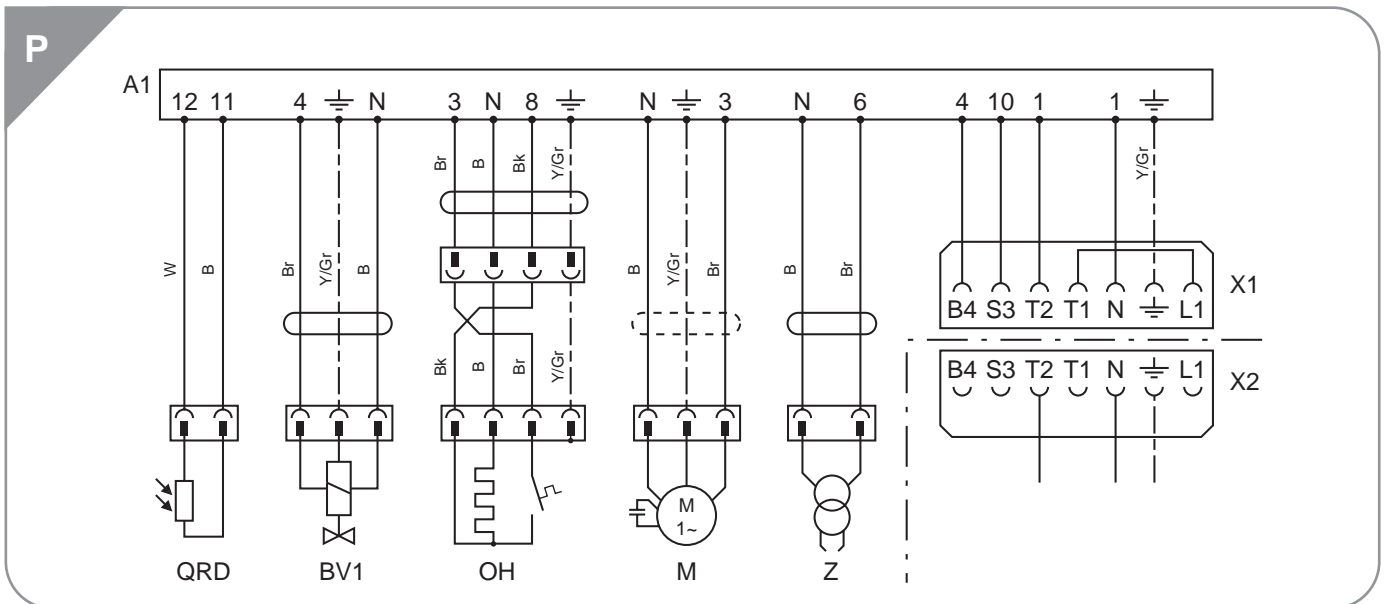 P
A1
12 11 4 N 3 N 8 N 3 N 6 4 10 1 1
Br B Bk Y/Gr Y/Gr
W B Br Y/Gr B B Y/Gr Br B Br
X1
B4 S3 T2 T1 N L1
Bk B Br Y/Gr
B4 S3 T2 T1 N L1
X2
M
1~
QRD BV1 OH M Z